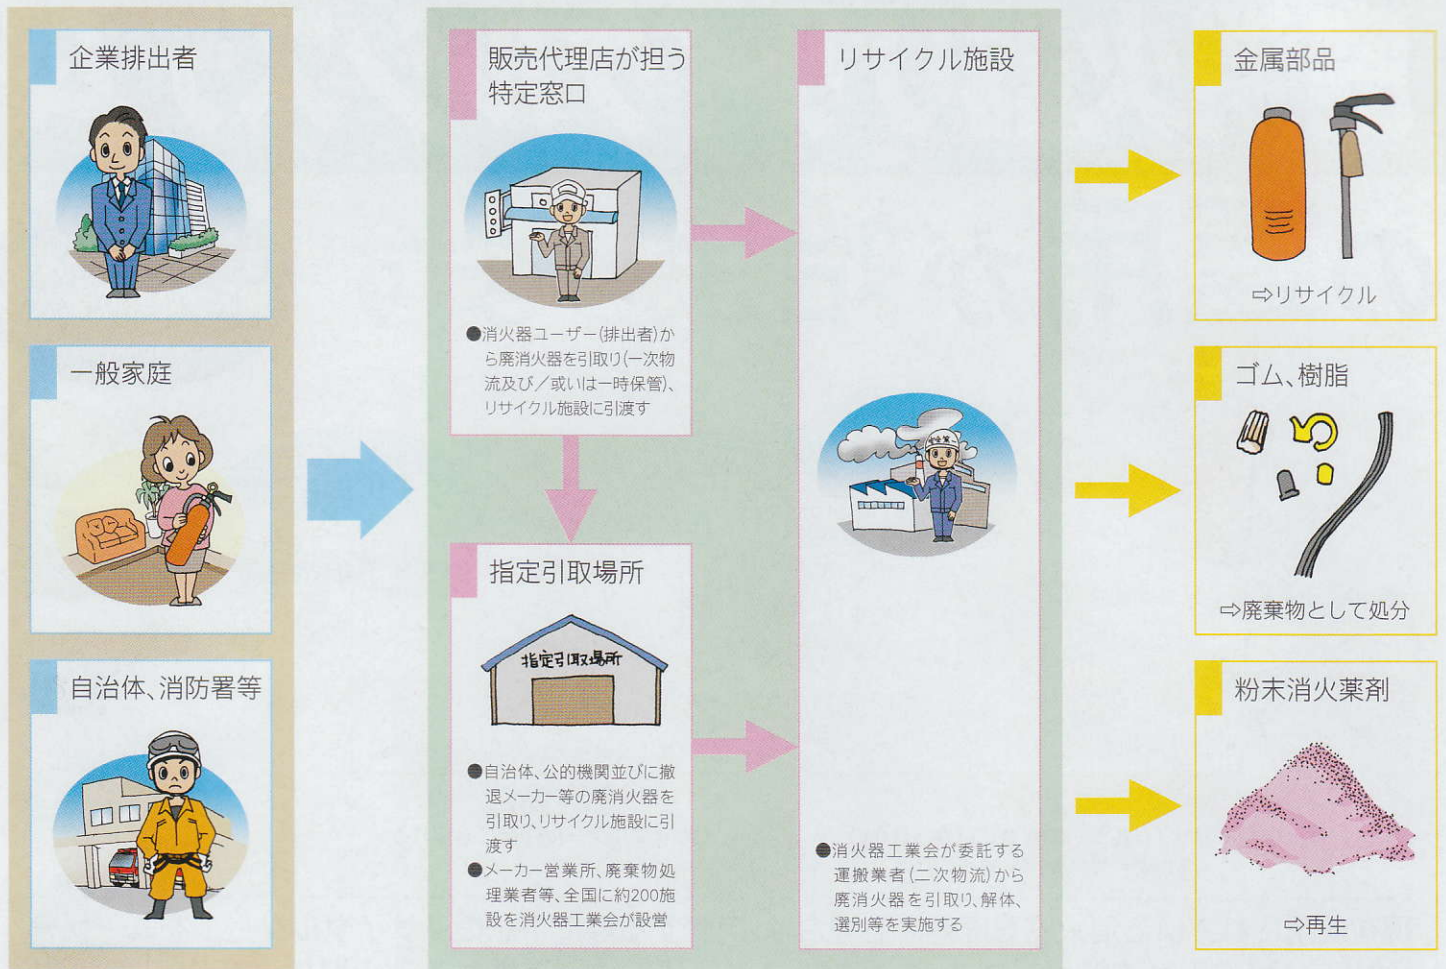 企業排出者
一般家庭
自治体、消防署等
販売代理店が担う
特定窓口
●消火器ユーザー(排出者)か
ら廃消火器を引取り(一次物
流及び/或いは一時保管)、
リサイクル施設に引渡す
指定引取場所
指定引取場所
●自治体、公的機関並びに撤
退メーカー等の廃消火器を
引取り、リサイクル施設に引
渡す
●メーカー営業所、廃棄物処
理業者等、全国に約200施
設を消火器工業会が設営
リサイクル施設
●消火器工業会が委託する
運搬業者(二次物流)から
廃消火器を引取り、解体、
選別等を実施する
金属部品
⇨リサイクル
ゴム、樹脂
⇨廃棄物として処分
粉末消火薬剤
⇨再生